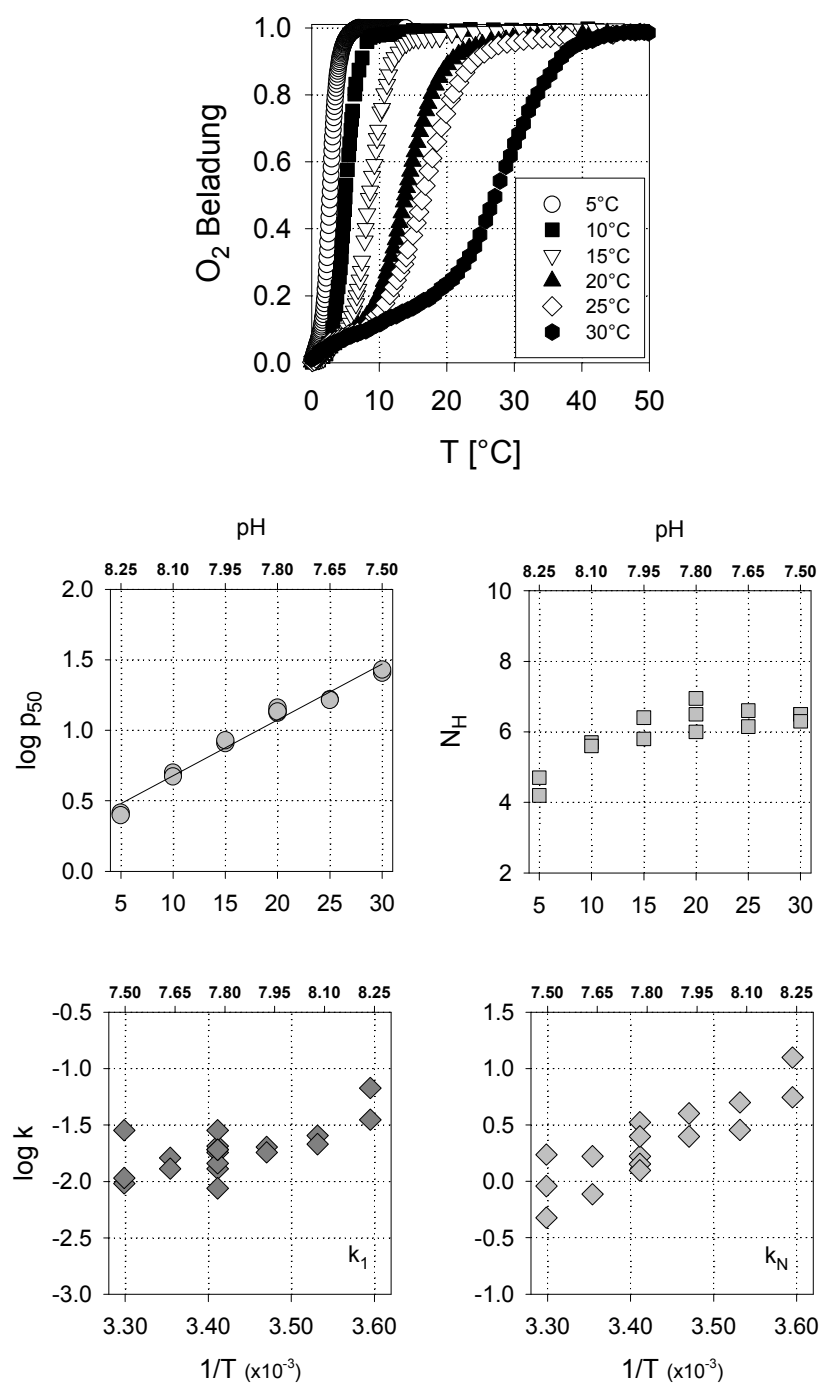 O2 Beladung
1.0
0.8
0.6
0.4
0.2
0.0
5°C
10°C
15°C
20°C
25°C
30°C
0 10 20 30 40 50
T [°C]
pH
8.25 8.10 7.95 7.80 7.65 7.50
log p50
2.0
1.5
1.0
0.5
0.0
5 10 15 20 25 30
pH
8.25 8.10 7.95 7.80 7.65 7.50
NH
10
8
6
4
2
5 10 15 20 25 30
7.50 7.65 7.80 7.95 8.10 8.25
log k
-0.5
-1.0
-1.5
-2.0
-2.5
-3.0
k1
3.30 3.40 3.50 3.60
1/T (x10-3)
7.50 7.65 7.80 7.95 8.10 8.25
1.5
1.0
0.5
0.0
-0.5
-1.0
kN
3.30 3.40 3.50 3.60
1/T (x10-3)